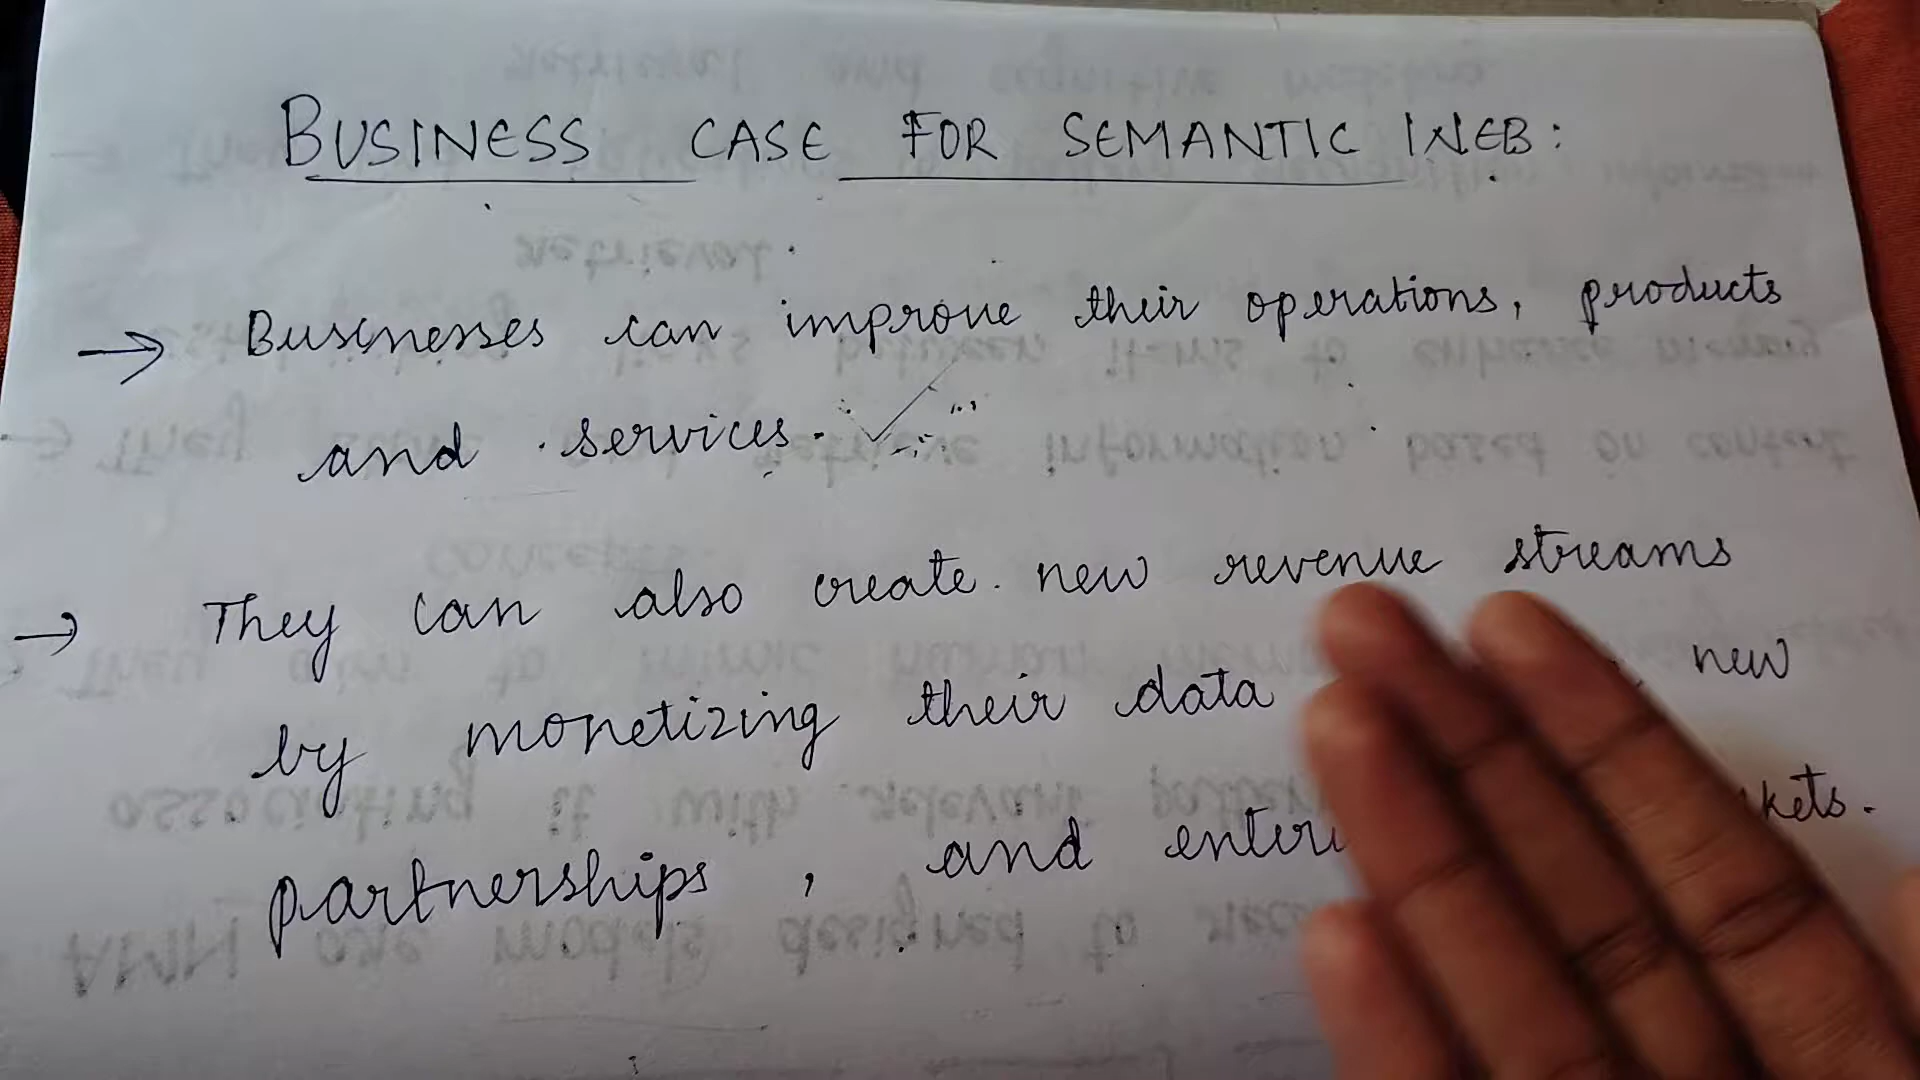 BUSINESS CASE FOR SEMANTIC WEB:
→ Businesses can improve their operations, products
and services.
→ They can also create new revenue streams
by monetizing their data new
partnerships, and enteri kets.